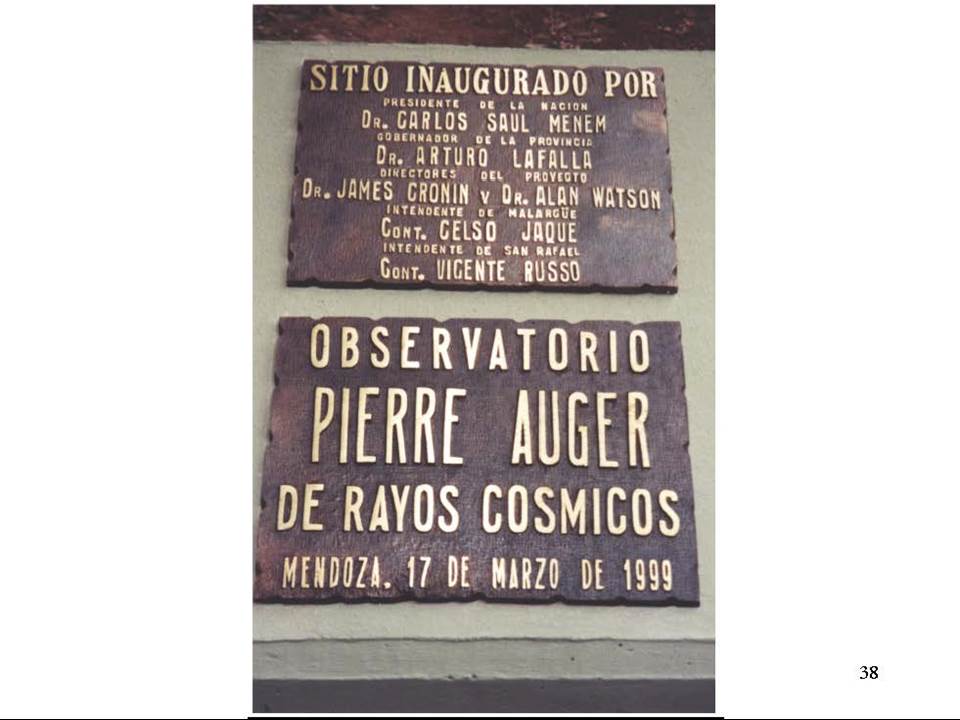 SITIO INAUGURADO POR
PRESIDENTE DE LA NACION
DR. CARLOS SAUL MENEM
GOBERNADOR DE LA PROVINCIA
DR. ARTURO LAFALLA
DIRECTORES DEL PROYECTO
DR. JAMES CRONIN Y DR. ALAN WATSON
INTENDENTE DE MALARGÜE
CONT. CELSO JAQUE
INTENDENTE DE SAN RAFAEL
CONT. VICENTE RUSSO
OBSERVATORIO
PIERRE AUGER
DE RAYOS COSMICOS
MENDOZA, 17 DE MARZO DE 1999
38